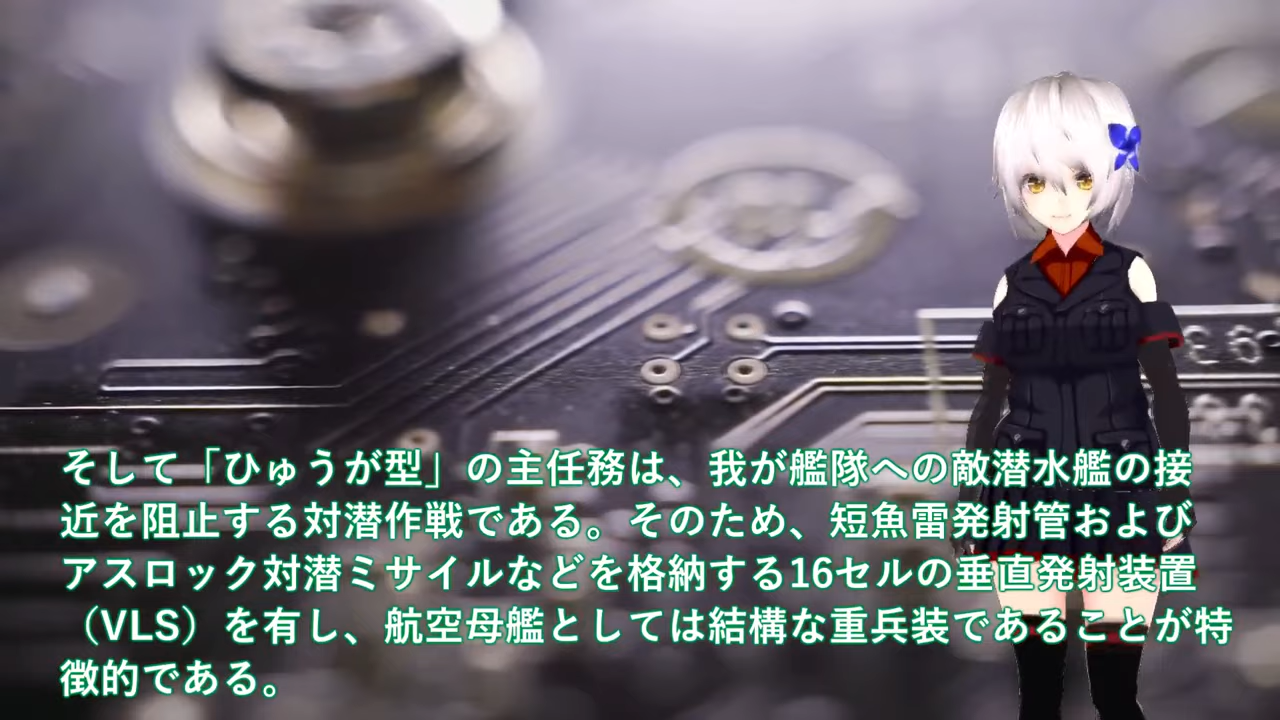 そして「ひゅうが型」の主任務は、我が艦隊への敵潜水艦の接
近を阻止する対潜作戦である。そのため、短魚雷発射管および
アスロック対潜ミサイルなどを格納する16セルの垂直発射装置
（VLS）を有し、航空母艦としては結構な重兵装であることが特
徴的である。